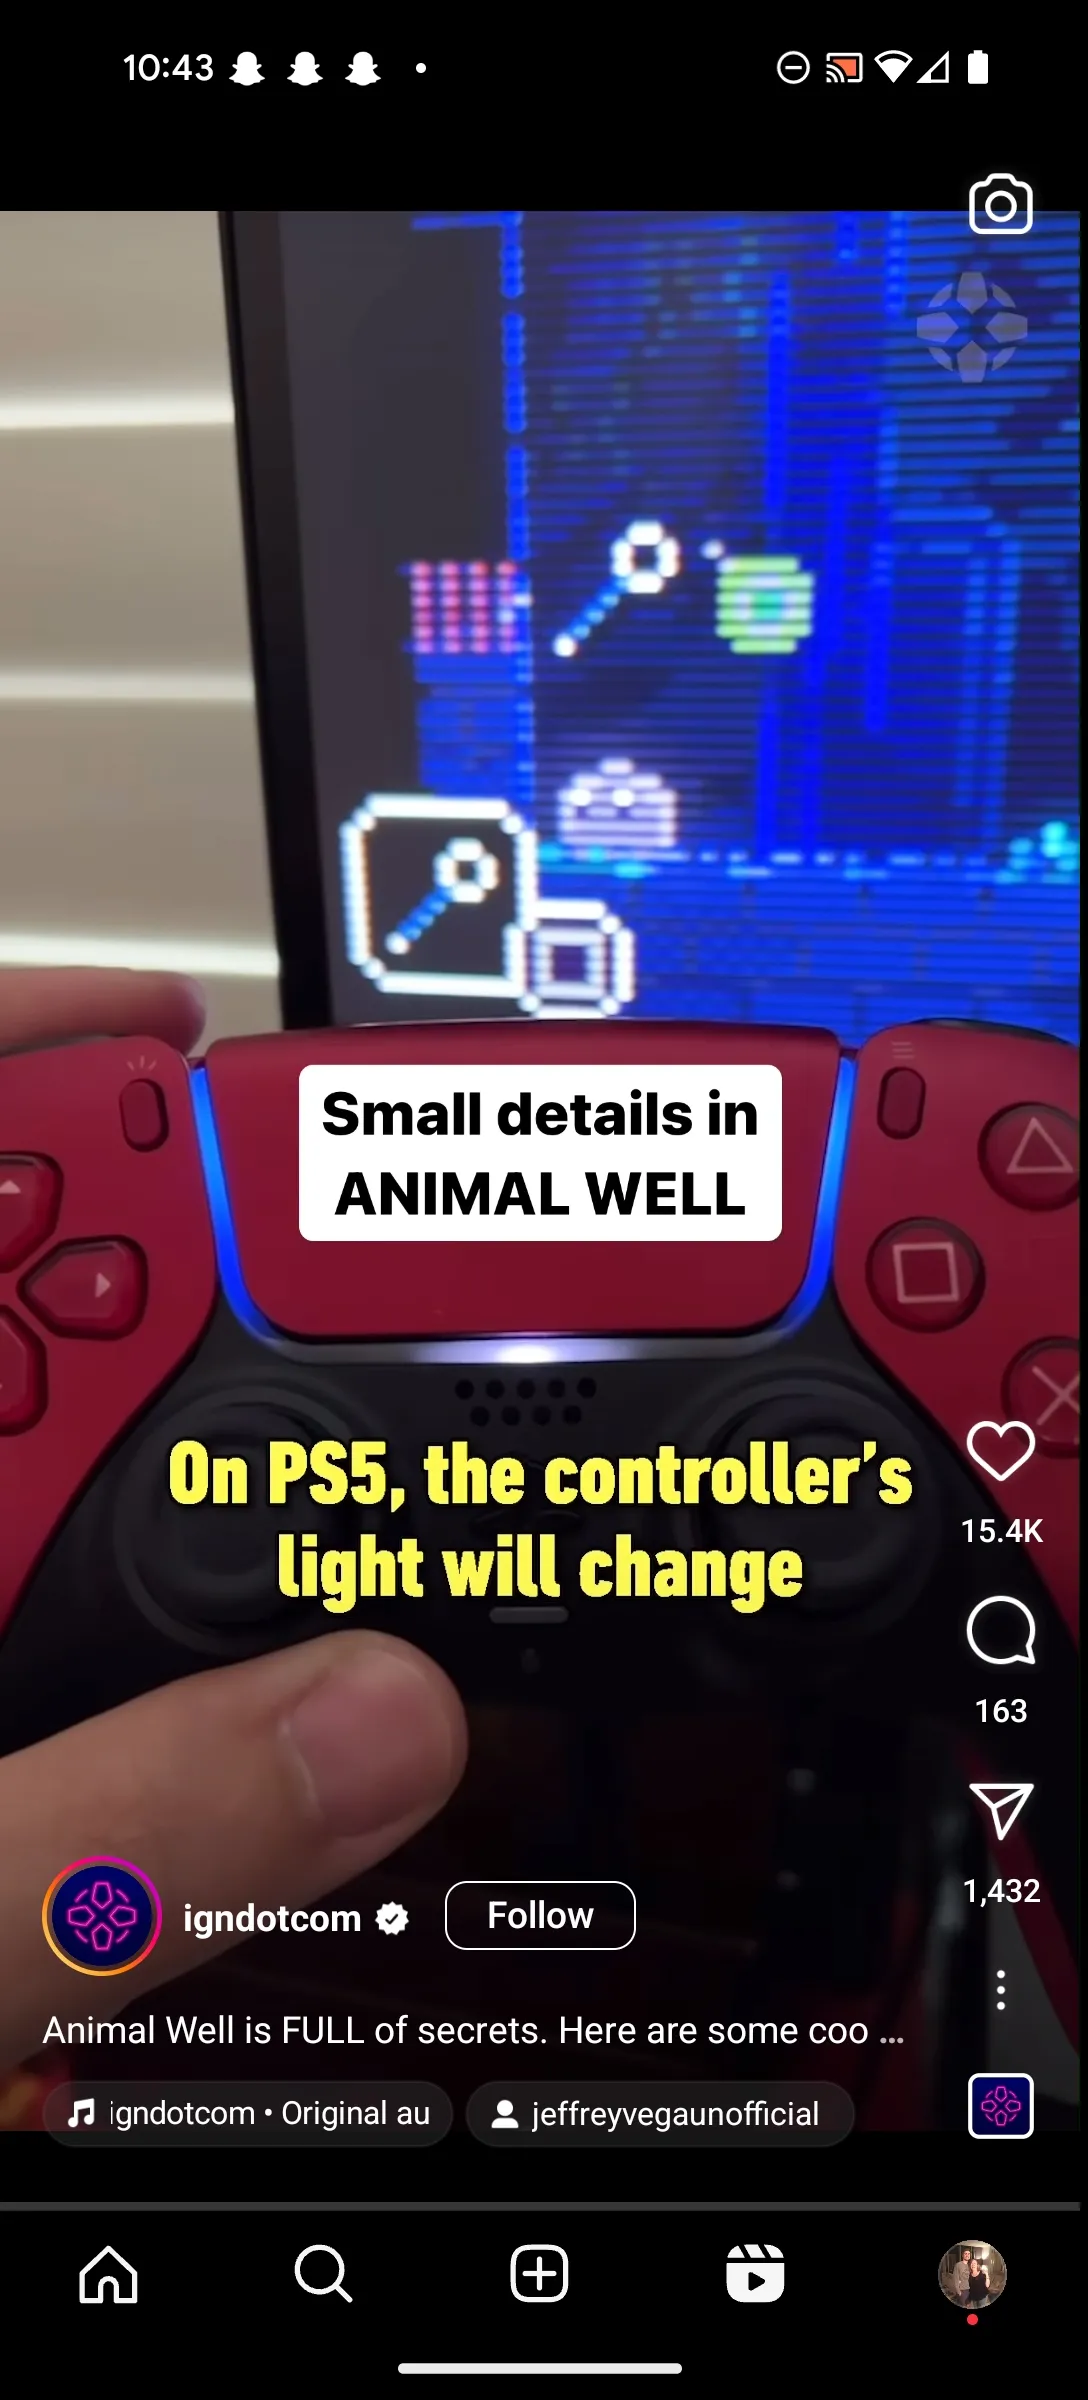 10:43
Small details in
ANIMAL WELL
On PS5, the controller's
light will change
15.4K
163
1,432
igndotcom
Follow
Animal Well is FULL of secrets. Here are some coo ...
igndotcom • Original au
jeffreyvegaunofficial